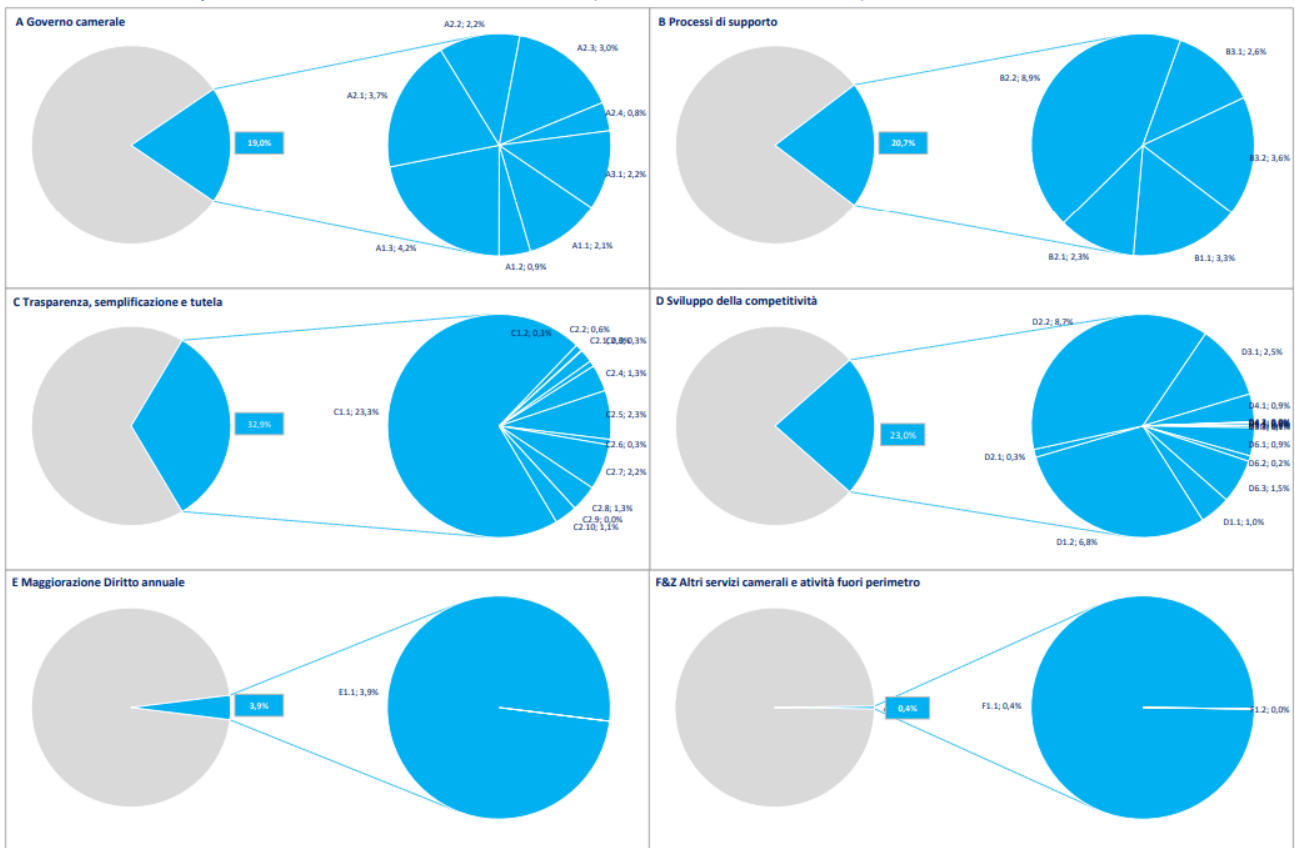 A Governo camerale
A2.2; 2,2%
A2.3; 3,0%
A2.1; 3,7%
A2.4; 0,8%
19,0%
A3.1; 2,2%
A1.3; 4,2%
A1.1; 2,1%
A1.2; 0,9%
B Processi di supporto
B3.1; 2,6%
B2.2; 8,9%
20,7%
B3.2; 3,6%
B2.1; 2,3%
B1.1; 3,3%
C Trasparenza, semplificazione e tutela
C1.2; 0,3%
C2.2; 0,6%
C2.4; 1,3%
C1.1; 23,3%
32,9%
C2.5; 2,3%
C2.6; 0,3%
C2.7; 2,2%
C2.8; 1,3%
C2.9; 0,0%
C2.10; 1,1%
D Sviluppo della competitività
D2.2; 8,7%
D3.1; 2,5%
D4.1; 0,9%
23,0%
D6.1; 0,9%
D2.1; 0,3%
D6.2; 0,2%
D6.3; 1,5%
D1.1; 1,0%
D1.2; 6,8%
E Maggiorazione Diritto annuale
E1.1; 3,9%
3,9%
F&Z Altri servizi camerali e atività fuori perimetro
F1.1; 0,4%
0,4%
F1.2; 0,0%